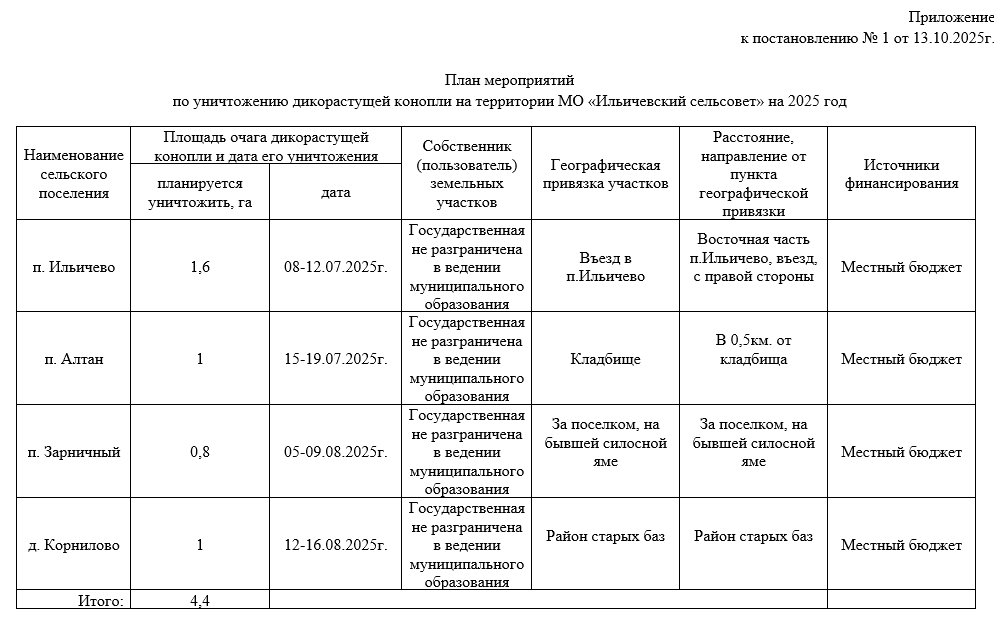 Приложение
к постановлению № 1 от 13.10.2025г.
План мероприятий
по уничтожению дикорастущей конопли на территории МО «Ильичевский сельсовет» на 2025 год
Наименование
сельского
поселения
Площадь очага дикорастущей
конопли и дата его уничтожения
планируется
уничтожить, га
дата
Собственник
(пользователь)
земельных
участков
Географическая
привязка участков
Расстояние,
направление от
пункта
географической
привязки
Источники
финансирования
п. Ильичево
1,6
08-12.07.2025г.
Государственная
не разграничена
в ведении
муниципального
образования
Въезд в
п.Ильичево
Восточная часть
п.Ильичево, въезд,
с правой стороны
Местный бюджет
п. Алтан
1
15-19.07.2025г.
Государственная
не разграничена
в ведении
муниципального
образования
Кладбище
В 0,5км. от
кладбища
Местный бюджет
п. Зарничный
0,8
05-09.08.2025г.
Государственная
не разграничена
в ведении
муниципального
образования
За поселком, на
бывшей силосной
яме
За поселком, на
бывшей силосной
яме
Местный бюджет
д. Корнилово
1
12-16.08.2025г.
Государственная
не разграничена
в ведении
муниципального
образования
Район старых баз
Район старых баз
Местный бюджет
Итого:
4,4